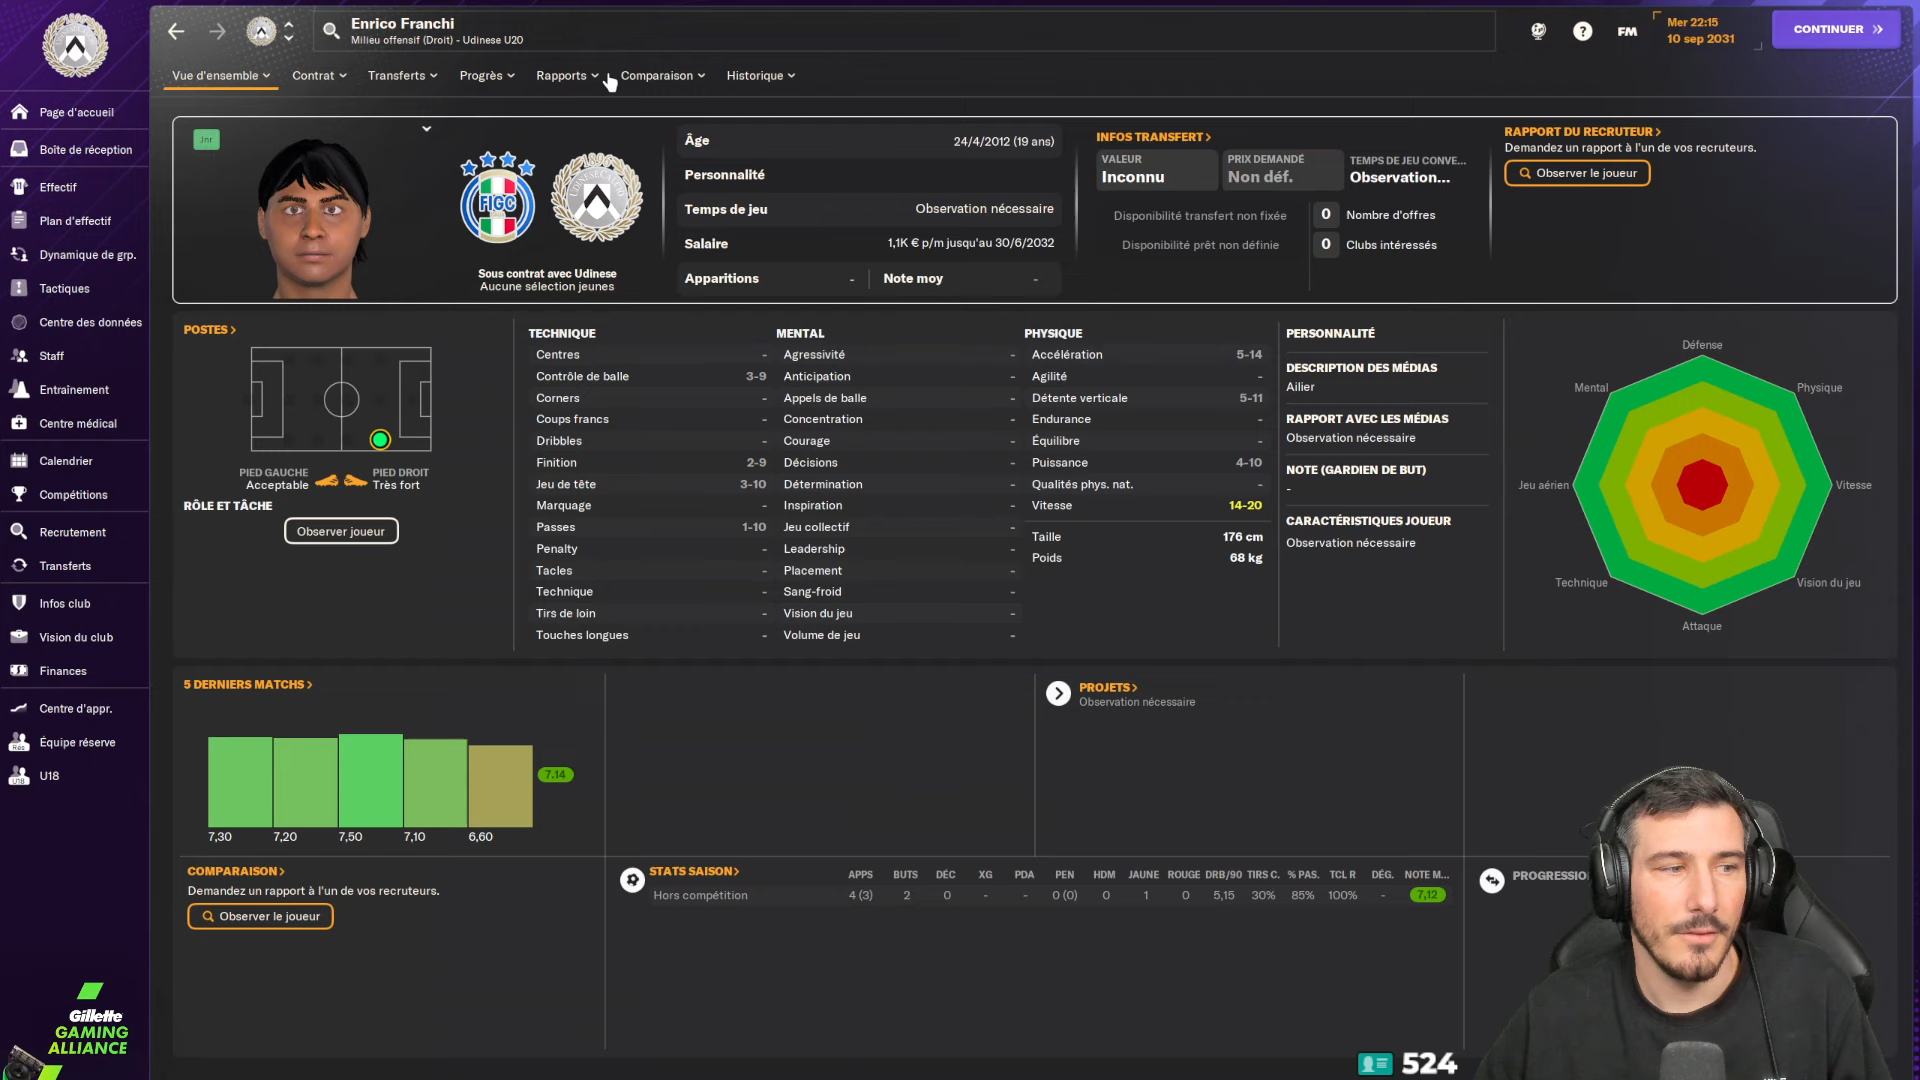 Enrico Franchi
Milieu offensif (Droit) - Udinese U20
FM
Mer 22:15
10 sep 2031
CONTINUER
Vue d'ensemble
Contrat
Transferts
Progrès
Rapports
Comparaison
Historique
Page d'accueil
Boîte de réception
Effectif
Plan d'effectif
Dynamique de grp.
Tactiques
Centre des données
Staff
Entraînement
Centre médical
Calendrier
Compétitions
Recrutement
Transferts
Infos club
Vision du club
Finances
Centre d'appr.
Équipe réserve
U18
Gillette
GAMING
ALLIANCE
Jnr
FIGC
1896
UDINESE CALCIO
Sous contrat avec Udinese
Aucune sélection jeunes
Âge 24/4/2012 (19 ans)
Personnalité
Temps de jeu Observation nécessaire
Salaire 1,1K € p/m jusqu'au 30/6/2032
Apparitions - Note moy -
INFOS TRANSFERT
VALEUR
Inconnu
PRIX DEMANDÉ
Non déf.
TEMPS DE JEU CONVE...
Observation...
Disponibilité transfert non fixée
Disponibilité prêt non définie
0 Nombre d'offres
0 Clubs intéressés
RAPPORT DU RECRUTEUR
Demandez un rapport à l'un de vos recruteurs.
Observer le joueur
POSTES
PIED GAUCHE
Acceptable
PIED DROIT
Très fort
RÔLE ET TÂCHE
Observer joueur
TECHNIQUE
Centres -
Contrôle de balle 3-9
Corners -
Coups francs -
Dribbles -
Finition 2-9
Jeu de tête 3-10
Marquage -
Passes 1-10
Penalty -
Tacles -
Technique -
Tirs de loin -
Touches longues -
MENTAL
Agressivité -
Anticipation -
Appels de balle -
Concentration -
Courage -
Décisions -
Détermination -
Inspiration -
Jeu collectif -
Leadership -
Placement -
Sang-froid -
Vision du jeu -
Volume de jeu -
PHYSIQUE
Accélération 5-14
Agilité -
Détente verticale 5-11
Endurance -
Équilibre -
Puissance 4-10
Qualités phys. nat. -
Vitesse 14-20
Taille 176 cm
Poids 68 kg
PERSONNALITÉ
DESCRIPTION DES MÉDIAS
Ailier
RAPPORT AVEC LES MÉDIAS
Observation nécessaire
NOTE (GARDIEN DE BUT)
-
CARACTÉRISTIQUES JOUEUR
Observation nécessaire
Défense
Mental
Physique
Jeu aérien
Vitesse
Technique
Vision du jeu
Attaque
5 DERNIERS MATCHS
7.14
7,30 7,20 7,50 7,10 6,60
PROJETS
Observation nécessaire
COMPARAISON
Demandez un rapport à l'un de vos recruteurs.
Observer le joueur
STATS SAISON APPS BUTS DÉC XG PDA PEN HDM JAUNE ROUGE DRB/90 TIRS C. % PAS. TCL R DÉG. NOTE M...
Hors compétition 4 (3) 2 0 - - 0 (0) 0 1 0 5,15 30% 85% 100% - 7,12
PROGRESSIO
524